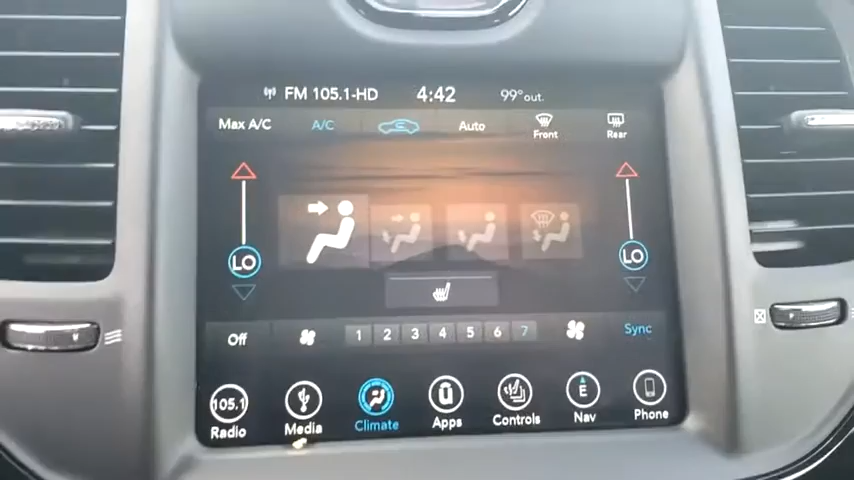 FM 105.1-HD 4:42 99°out.
Max A/C A/C Auto Front Rear
LO LO
Off 1 2 3 4 5 6 7 Sync
105.1 E
Radio Media Climate Apps Controls Nav Phone